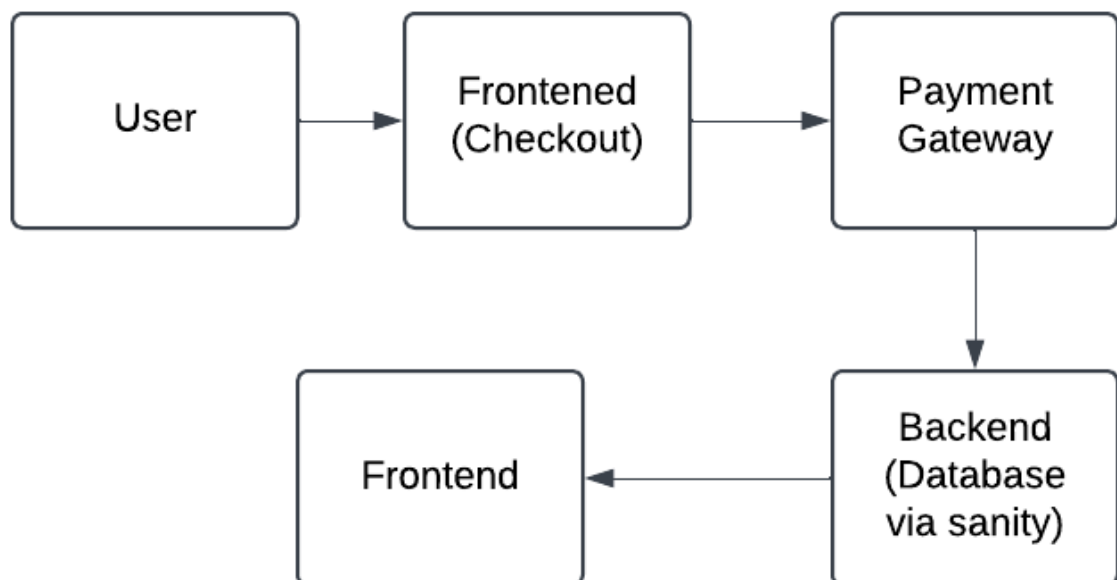 User
Frontened
(Checkout)
Payment
Gateway
Frontend
Backend
(Database
via sanity)